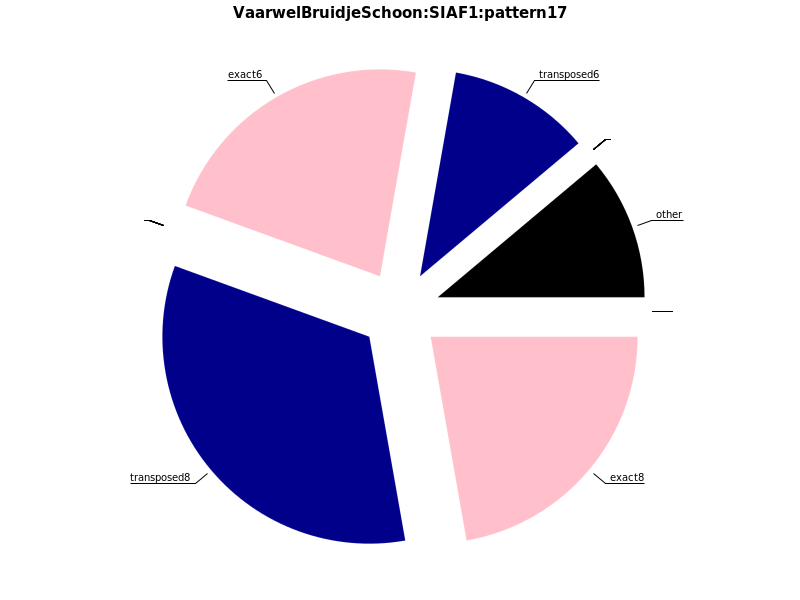 VaarwelBruidjeSchoon:SIAF1:pattern17
exact6
transposed6
other
transposed8
exact8